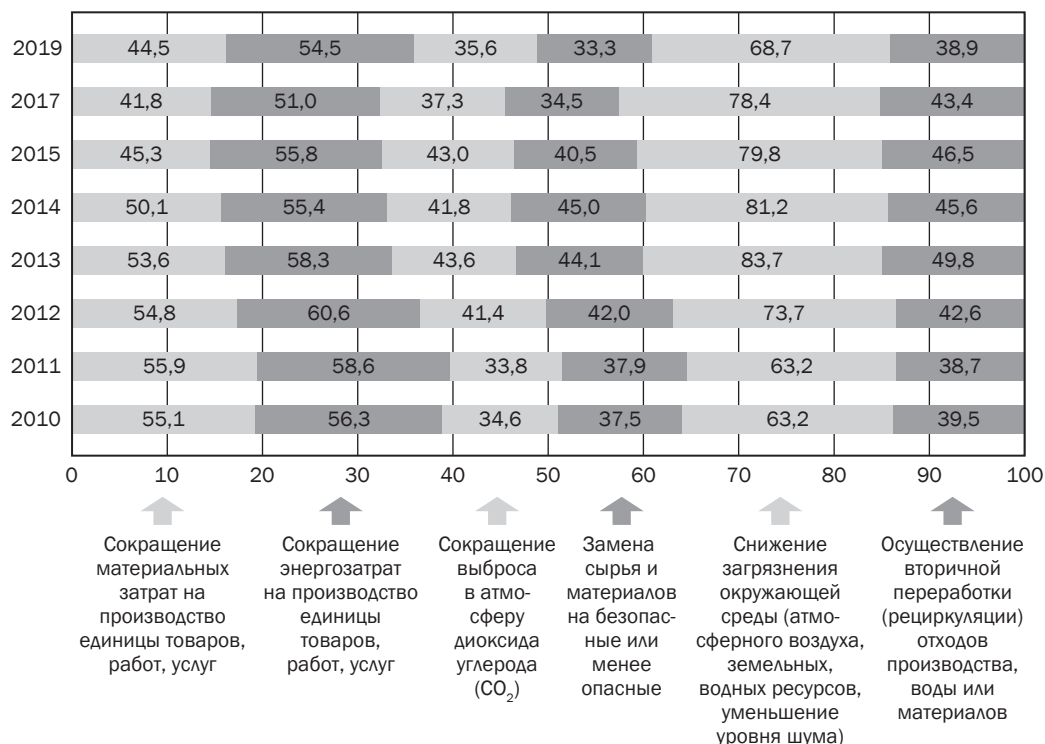 2019 44,5 54,5 35,6 33,3 68,7 38,9
2017 41,8 51,0 37,3 34,5 78,4 43,4
2015 45,3 55,8 43,0 40,5 79,8 46,5
2014 50,1 55,4 41,8 45,0 81,2 45,6
2013 53,6 58,3 43,6 44,1 83,7 49,8
2012 54,8 60,6 41,4 42,0 73,7 42,6
2011 55,9 58,6 33,8 37,9 63,2 38,7
2010 55,1 56,3 34,6 37,5 63,2 39,5
0 10 20 30 40 50 60 70 80 90 100
Сокращение
материальных
затрат на
производство
единицы товаров,
работ, услуг
Сокращение
энергозатрат
на производство
единицы
товаров,
работ, услуг
Сокращение
выброса
в атмо-
сферу
диоксида
углерода
(CO₂)
Замена
сырья и
материалов
на безопас-
ные или
менее
опасные
Снижение
загрязнения
окружающей
среды (атмо-
сферного воздуха,
земельных,
водных ресурсов,
уменьшение
уровня шума)
Осуществление
вторичной
переработки
(рециркуляции)
отходов
производства,
воды или
материалов